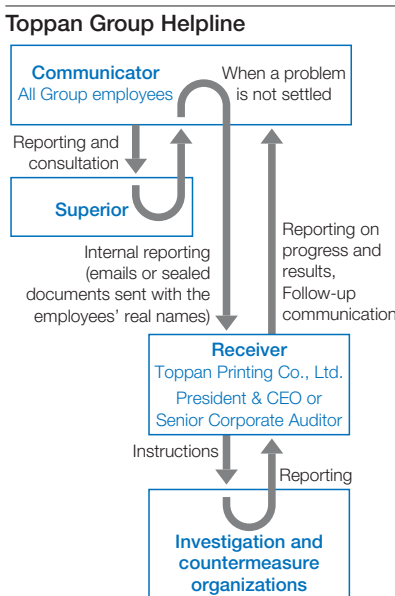 Toppan Group Helpline
Communicator
All Group employees
When a problem
is not settled
Reporting and
consultation
Superior
Internal reporting
(emails or sealed
documents sent with the
employees' real names)
Reporting on
progress and
results,
Follow-up
communication
Receiver
Toppan Printing Co., Ltd.
President & CEO or
Senior Corporate Auditor
Instructions
Reporting
Investigation and
countermeasure
organizations